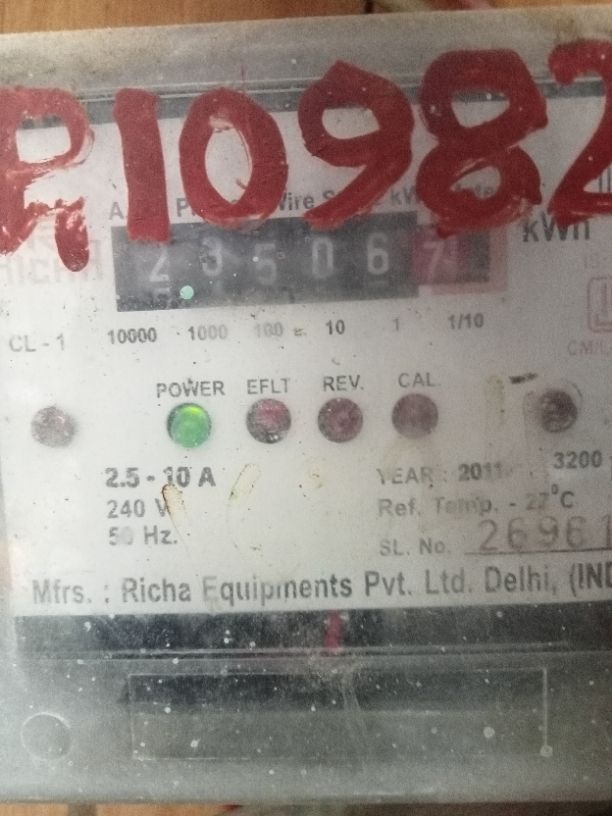 R10982
kWh
2 3 5 0 6 7
CL - 1 10000 1000 100 10 1 1/10
POWER EFLT REV. CAL.
2.5 - 10 A
240 V
50 Hz.
3200
YEAR : 2011
Ref. Temp. - 27°C
SL. No. 26961
Mfrs. : Richa Equipments Pvt. Ltd. Delhi,